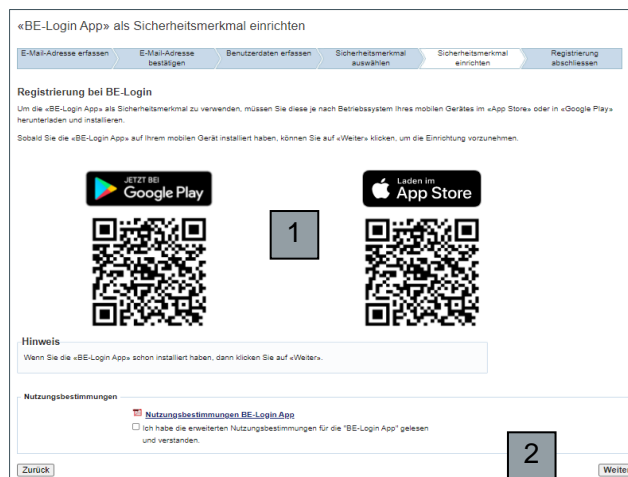 «BE-Login App» als Sicherheitsmerkmal einrichten
E-Mail-Adresse erfassen
E-Mail-Adresse
bestätigen
Benutzerdaten erfassen
Sicherheitsmerkmal
auswählen
Sicherheitsmerkmal
einrichten
Registrierung
abschliessen
Registrierung bei BE-Login
Um die «BE-Login App» als Sicherheitsmerkmal zu verwenden, müssen Sie diese je nach Betriebssystem Ihres mobilen Gerätes im «App Store» oder in «Google Play»
herunterladen und installieren.
Sobald Sie die «BE-Login App» auf Ihrem mobilen Gerät installiert haben, können Sie auf «Weiter» klicken, um die Einrichtung vorzunehmen.
JETZT BEI
Google Play
Laden im
App Store
1
Hinweis
Wenn Sie die «BE-Login App» schon installiert haben, dann klicken Sie auf «Weiter».
Nutzungsbestimmungen
Nutzungsbestimmungen BE-Login App
Ich habe die erweiterten Nutzungsbestimmungen für die "BE-Login App" gelesen
und verstanden.
2
Zurück
Weiter